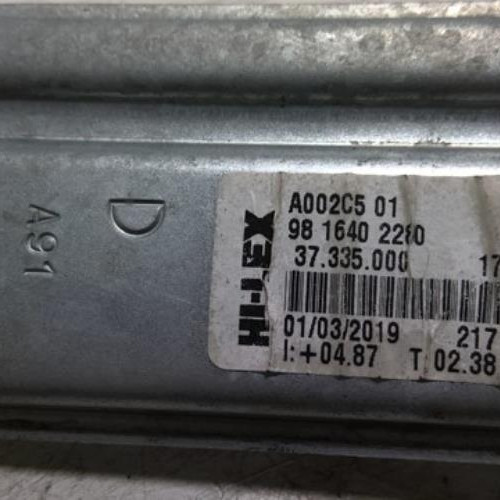 D
A91
HI-LEX
A002C5 01
98 1640 2280
37.335.000 17
01/03/2019 217
I:+04.87 T 02.38